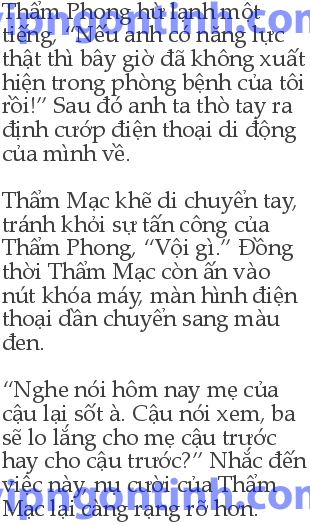 Thẩm Phong hừ lạnh một
tiếng, “Nếu anh có năng lực
thật thì bây giờ đã không xuất
hiện trong phòng bệnh của tôi
rồi!” Sau đó anh ta thò tay ra
định cướp điện thoại di động
của mình về.
Thẩm Mạc khẽ di chuyển tay,
tránh khỏi sự tấn công của
Thẩm Phong, “Vội gì.” Đồng
thời Thẩm Mạc còn ấn vào
nút khóa máy, màn hình điện
thoại dần chuyển sang màu
đen.
“Nghe nói hôm nay mẹ của
cậu lại sốt à. Cậu nói xem, ba
sẽ lo lắng cho mẹ cậu trước
hay cho cậu trước?” Nhắc đến
việc này, nụ cười của Thẩm
Mạc lại càng rạng rỡ hơn.
vipngontinh.com
vipngontinh.com